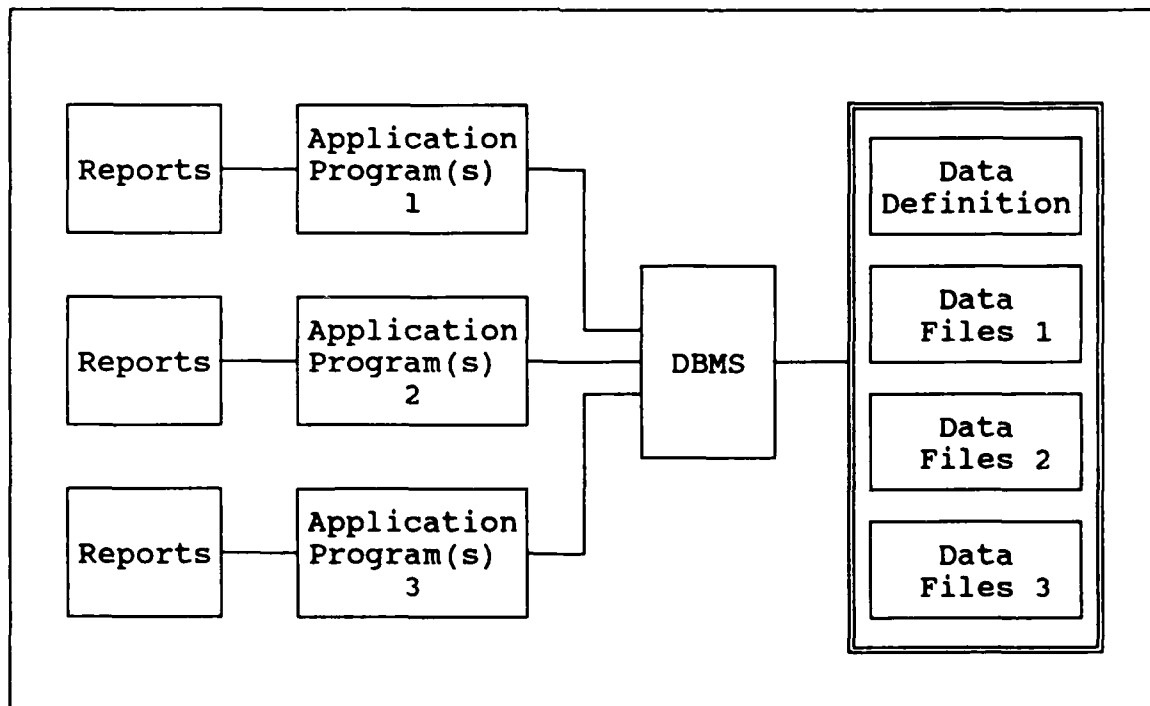 Reports
Application
Program(s)
1
Reports
Application
Program(s)
2
Reports
Application
Program(s)
3
DBMS
Data
Definition
Data
Files 1
Data
Files 2
Data
Files 3